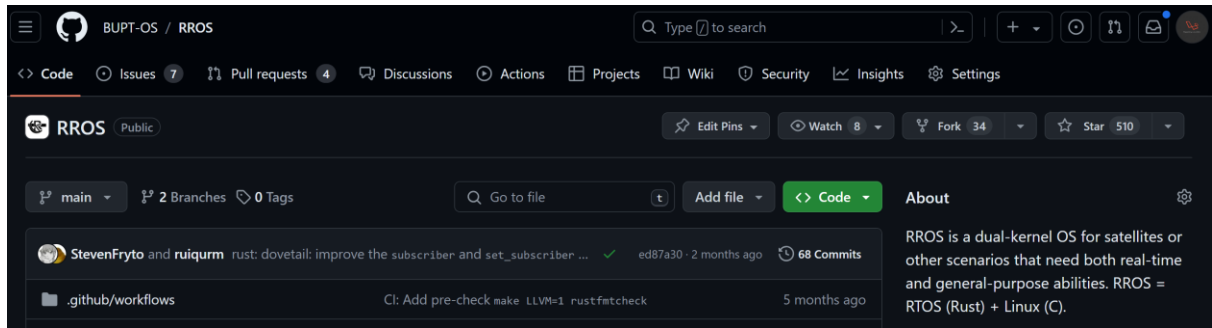 BUPT-OS / RROS
Type / to search
Code Issues 7 Pull requests 4 Discussions Actions Projects Wiki Security Insights Settings
RROS Public
Edit Pins Watch 8 Fork 34 Star 510
main 2 Branches 0 Tags Go to file t Add file <> Code
About
StevenFryto and ruiqurm rust: dovetail: improve the subscriber and set_subscriber ... ed87a30 · 2 months ago 68 Commits
.github/workflows CI: Add pre-check make LLVM=1 rustfmtcheck 5 months ago
RROS is a dual-kernel OS for satellites or
other scenarios that need both real-time
and general-purpose abilities. RROS =
RTOS (Rust) + Linux (C).